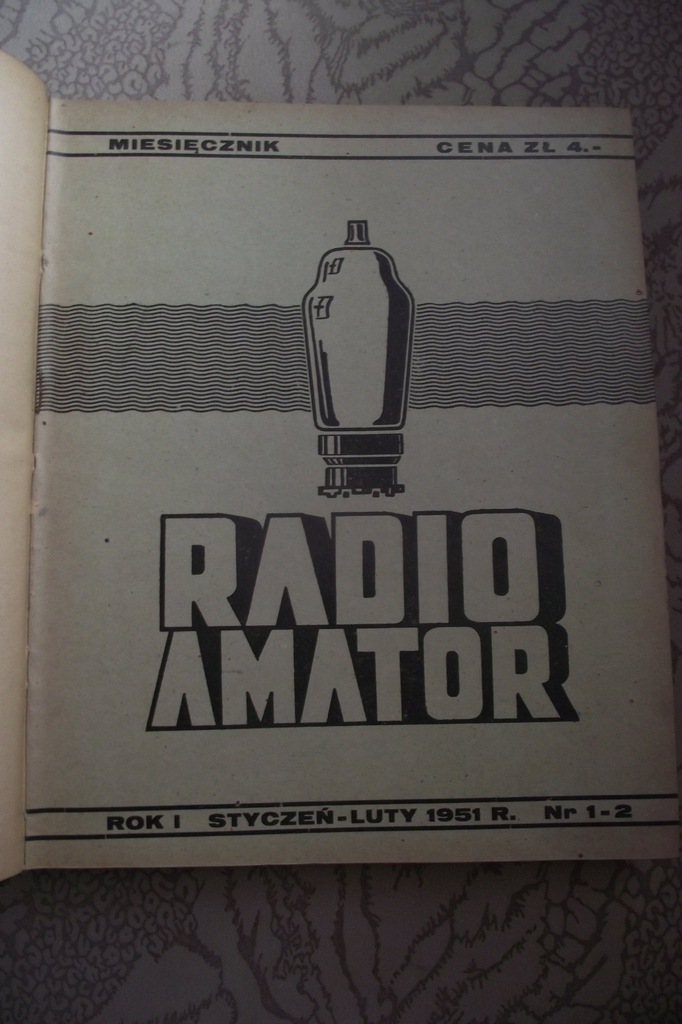 MIESIĘCZNIK CENA ZŁ 4.-
RADIO
AMATOR
ROK I STYCZEŃ-LUTY 1951 R. Nr 1-2